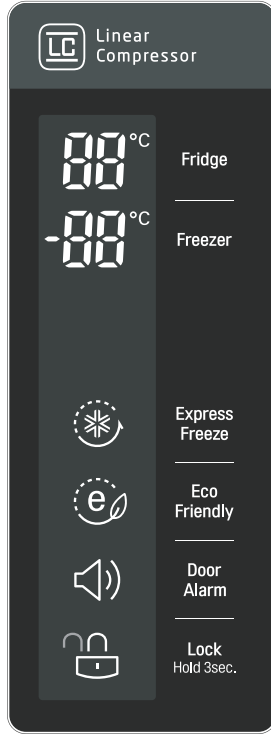 LC Linear
Compressor
88°C
Fridge
-88°C
Freezer
Express
Freeze
e Eco
Friendly
Door
Alarm
Lock
Hold 3sec.